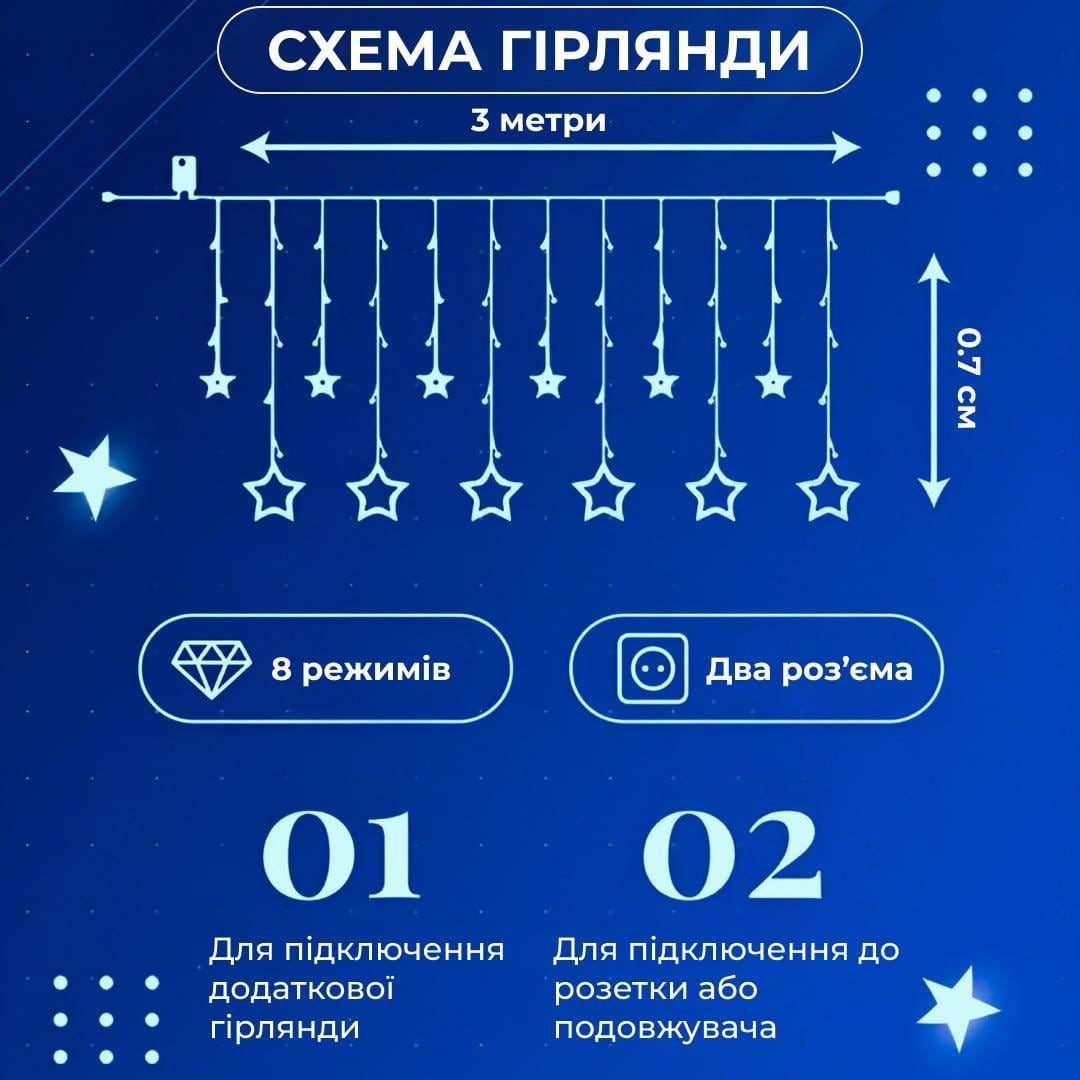 СХЕМА ГІРЛЯНДИ
3 метри
0.7 см
8 режимів
Два роз’єма
01
Для підключення
додаткової
гірлянди
02
Для підключення до
розетки або
подовжувача